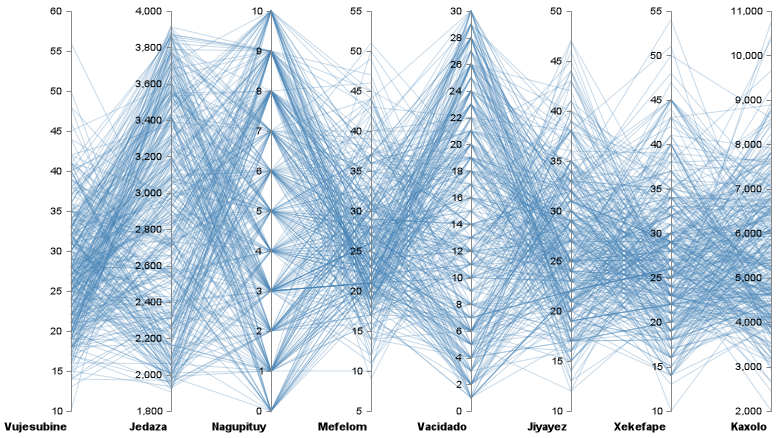 60 4,000 10 55 30 55 11,000
55 3,800 9 50 28 45 50 10,000
50 3,600 8 45 26 40 45 9,000
45 3,400 7 40 24 35 40 8,000
40 3,200 6 35 22 30 35 7,000
35 3,000 5 30 20 25 30 6,000
30 2,800 4 25 18 20 25 5,000
25 2,600 3 20 16 15 20 4,000
20 2,400 2 15 14 10 15 3,000
15 2,200 1 10 12 10 2,000
10 2,000 0 5 10
1,800 8
6
4
2
0
50
Vujesubine Jedaza Nagupituy Mefelom Vacidado Jiyayez Xekefape Kaxolo